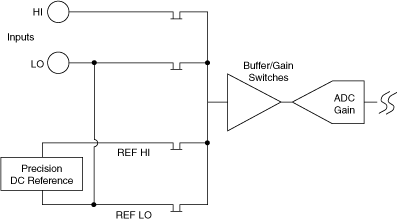 HI
Inputs
LO
Buffer/Gain
Switches
ADC
Gain
REF HI
Precision
DC Reference
REF LO